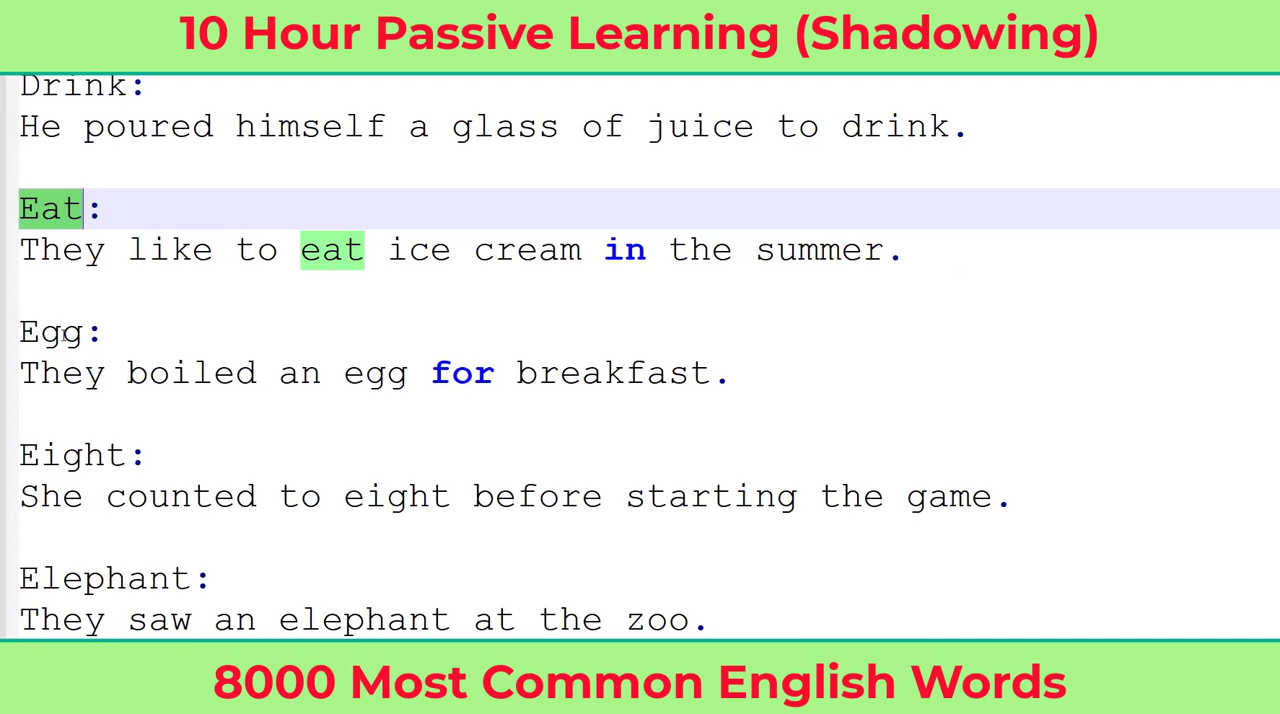 10 Hour Passive Learning (Shadowing)
Drink:
He poured himself a glass of juice to drink.
Eat:
They like to eat ice cream in the summer.
Egg:
They boiled an egg for breakfast.
Eight:
She counted to eight before starting the game.
Elephant:
They saw an elephant at the zoo.
8000 Most Common English Words